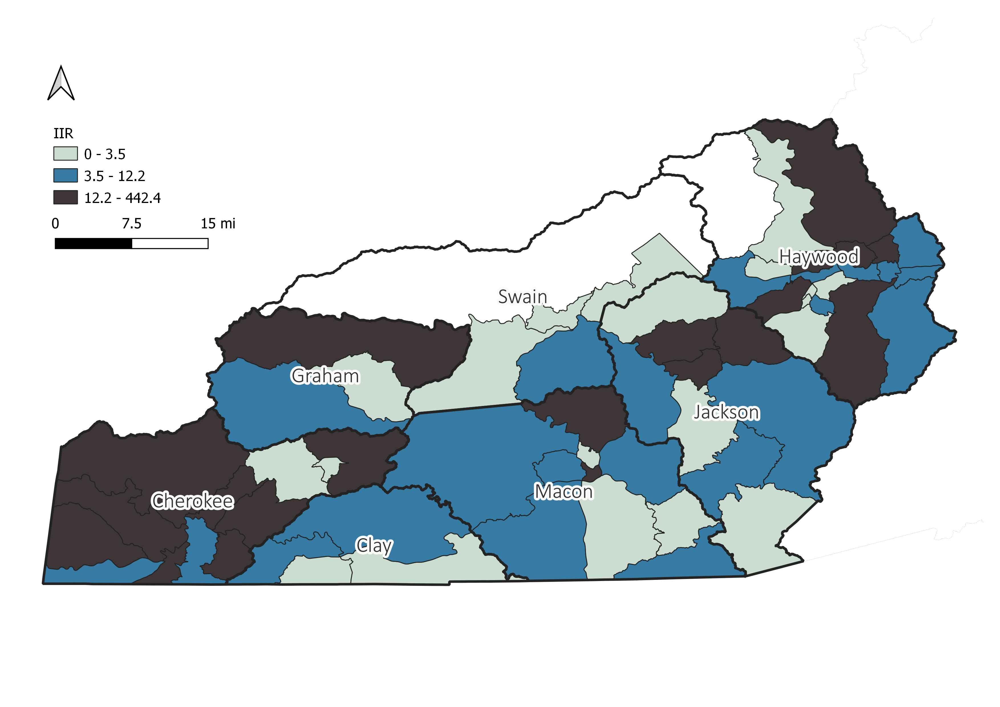 IIR
0 - 3.5
3.5 - 12.2
12.2 - 442.4
0 7.5 15 mi
Haywood
Swain
Graham
Jackson
Macon
Cherokee
Clay